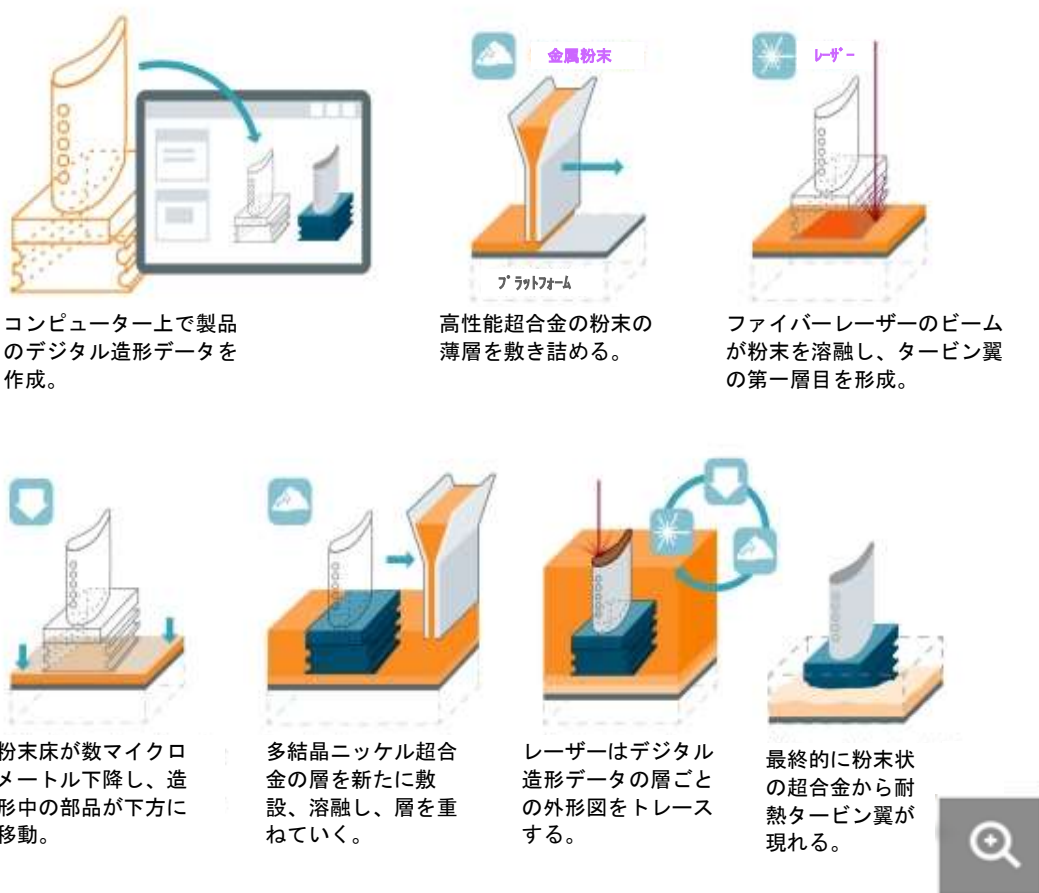 金属粉末
レーザー
プラットフォーム
コンピューター上で製品
のデジタル造形データを
作成。
高性能超合金の粉末の
薄層を敷き詰める。
ファイバーレーザーのビーム
が粉末を溶融し、タービン翼
の第一層目を形成。
粉末床が数マイクロ
メートル下降し、造
形中の部品が下方に
移動。
多結晶ニッケル超合
金の層を新たに敷
設、溶融し、層を重
ねていく。
レーザーはデジタル
造形データの層ごと
の外形図をトレース
する。
最終的に粉末状
の超合金から耐
熱タービン翼が
現れる。